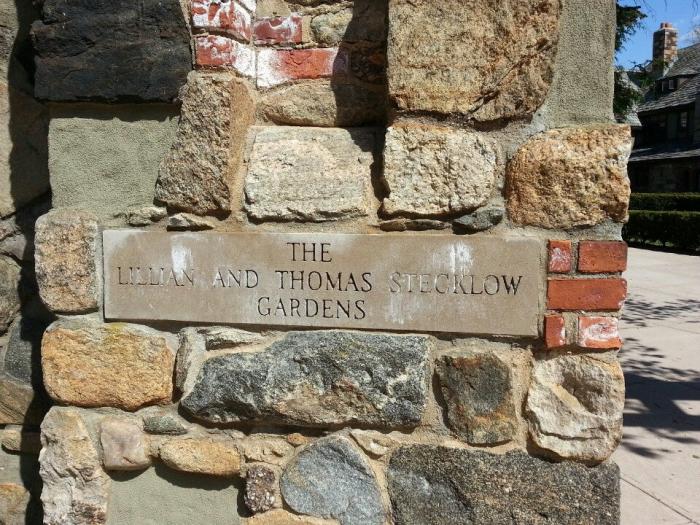 THE
LILLIAN AND THOMAS STECKLOW
GARDENS